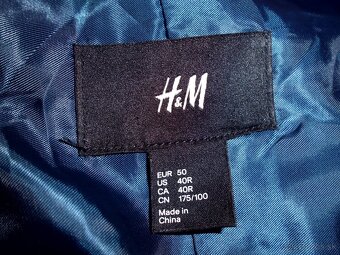 H&M
EUR 50
US 40R
CA 40R
CN 175/100
Made in
China